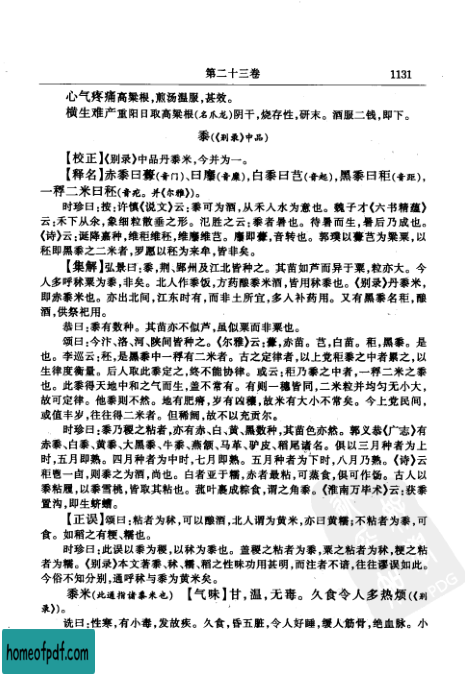 第二十三卷 1131
心气疼痛高粱根,煎汤温服,甚效。
横生难产重阳日取高粱根(名爪龙)阴干,烧存性,研末。酒服二钱,即下。
黍(《别录》中品)
【校正】《别录》中品丹黍米,今并为一。
【释名】赤黍曰虋(音门)、曰穈(音糜),白黍曰芑(音起),黑黍曰秬(音距),
一稃二米曰秠(音疕。并《尔雅》)。
时珍曰:按:许慎《说文》云:黍可为酒,从禾人水为意也。魏子才《六书精蕴》
云:禾下从氽,象细粒散垂之形。氾胜之云:黍者暑也。待暑而生,暑后乃成也。
《诗》云:诞降嘉种,维秬维秠,维穈维芑。穈即虋,音转也。郭璞以虋芑为粱粟,以
秠即黑黍之二米者,罗愿以秠为来牟,皆非矣。
【集解】弘景曰:黍,荆、郢州及江北皆种之。其苗如芦而异于粟,粒亦大。今
人多呼秫粟为黍,非矣。北人作黍饭,方药酿黍米酒,皆用秫黍也。《别录》丹黍米,
即赤黍米也。亦出北间,江东时有,而非土所宜,多人补药用。又有黑黍名秬,酿
酒,供祭祀用。
恭曰:黍有数种。其苗亦不似芦,虽似粟而非粟也。
颂曰:今汴、洛、河、陕间皆种之。《尔雅》云:虋,赤苗。芑,白苗。秬,黑黍。是
也。李巡云:秠,是黑黍中一稃有二米者。古之定律者,以上党秬黍之中者累之,以
生律度衡量。后人取此黍定之,终不能协律。或云:秬乃黍之中者,一稃二米之黍
也。此黍得天地中和之气而生,盖不常有。有则一穗皆同,二米粒并均匀无小大,
故可定律。他黍则不然。地有肥瘠,岁有凶穰,故米有大小不常矣。今上党民间,
或值丰岁,往往得二米者。但稀阙,故不以充贡尔。
时珍曰:黍乃稷之粘者,亦有赤、白、黄、黑数种,其苗色亦然。郭义恭《广志》有
赤黍、白黍、黄黍、大黑黍、牛黍、燕颔、马革、驴皮、稻尾诸名。俱以三月种者为上
时,五月即熟。四月种者为中时,七月即熟。五月种者为下时,八月乃熟。《诗》云
秬鬯一卣,则黍之为酒,尚也。白者亚于糯,赤者最粘,可蒸食,俱可作饧。古人以
黍粘履,以黍雪桃,皆取其粘也。菰叶裹成粽食,谓之角黍。《淮南万毕术》云:获黍
置沟,即生蛴螬。
【正误】颂曰:粘者为秫,可以酿酒,北人谓为黄米,亦曰黄糯;不粘者为黍,可
食。如稻之有粳、糯也。
时珍曰:此误以黍为稷,以秫为黍也。盖稷之粘者为黍,粟之粘者为秫,粳之粘
者为糯。《别录》本文著黍、秫、糯、稻之性味功用甚明,而注者不谙,往往谬误如此。
今俗不知分别,通呼秫与黍为黄米矣。
黍米(此通指诸黍米也) 【气味】甘,温,无毒。久食令人多热烦(《别
录》)。
诜曰:性寒,有小毒,发故疾。久食,昏五脏,令人好睡,缓人筋骨,绝血脉。小
homeofpdf.com
PDG